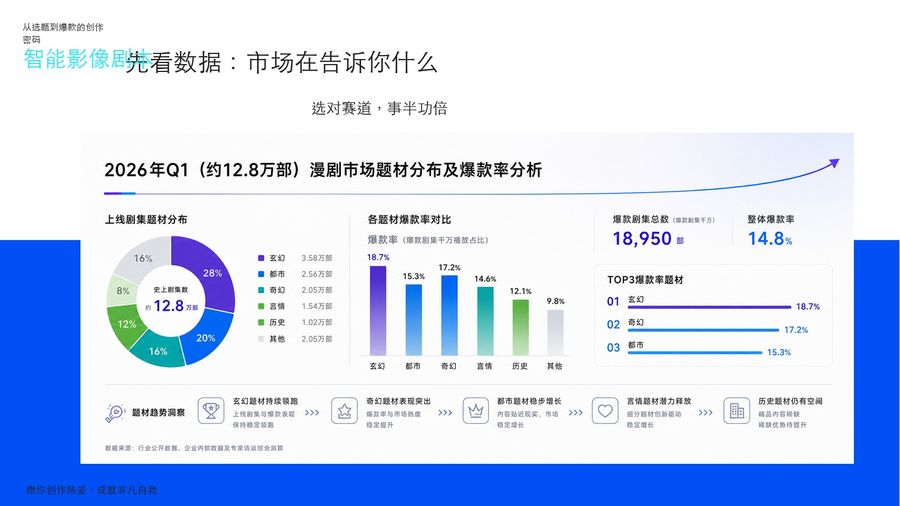 从选题到爆款的创作
密码
智能影像剧本
先看数据：市场在告诉你什么
选对赛道，事半功倍
2026年Q1（约12.8万部）漫剧市场题材分布及爆款率分析
上线剧集题材分布
16%
28%
8%
12%
16%
20%
史上剧集数
约 12.8 万部
玄幻 3.58万部
都市 2.56万部
奇幻 2.05万部
言情 1.54万部
历史 1.02万部
其他 2.05万部
各题材爆款率对比
爆款率（爆款剧集千万播放占比）
18.7%
15.3%
17.2%
14.6%
12.1%
9.8%
玄幻 都市 奇幻 言情 历史 其他
爆款剧集总数（爆款剧集千万）
18,950 部
整体爆款率
14.8%
TOP3爆款率题材
01 玄幻 18.7%
02 奇幻 17.2%
03 都市 15.3%
题材趋势洞察
玄幻题材持续领跑
上线剧集与爆款表现
保持稳定领跑
奇幻题材表现突出
爆款率与市场热度
稳定提升
都市题材稳步增长
内容贴近现实，市场
稳定增长
言情题材潜力释放
细分题材创新驱动
稳定增长
历史题材仍有空间
精品内容稀缺
稀缺优势待提升
数据来源：行业公开数据，企业内部数据及专家访谈综合测算
燃你创作热爱·成就非凡自我